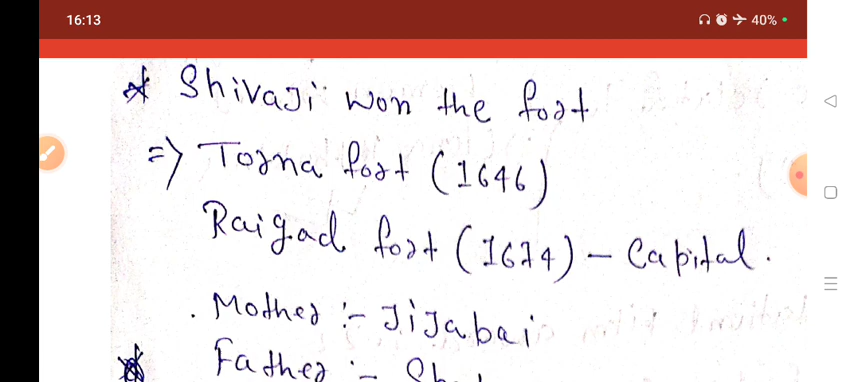 16:13
40%
* Shivaji won the fort
=> Torna fort (1646)
Raigad fort (1674) - Capital.
. Mother :- Jijabai
* Father :-